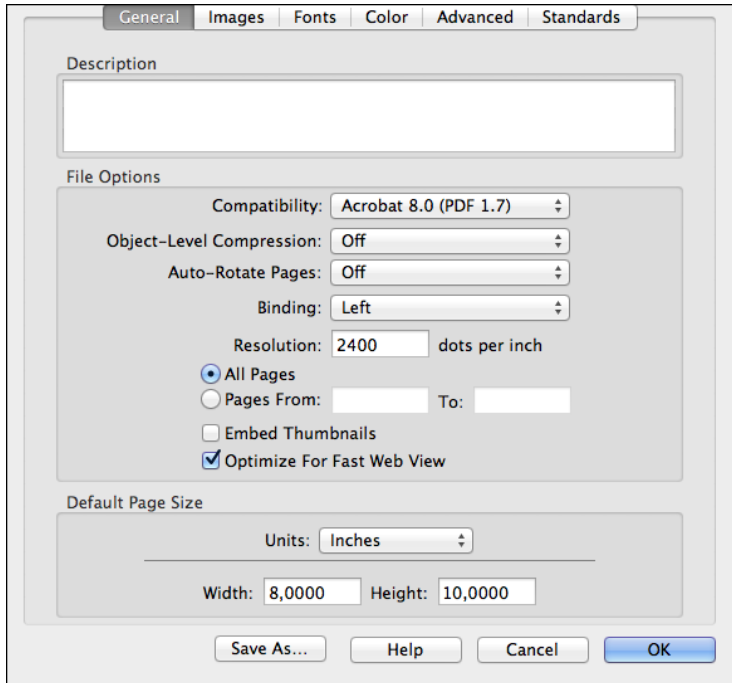 General Images Fonts Color Advanced Standards
Description
File Options
Compatibility: Acrobat 8.0 (PDF 1.7)
Object-Level Compression: Off
Auto-Rotate Pages: Off
Binding: Left
Resolution: 2400 dots per inch
All Pages
Pages From: To:
Embed Thumbnails
Optimize For Fast Web View
Default Page Size
Units: Inches
Width: 8,0000 Height: 10,0000
Save As... Help Cancel OK